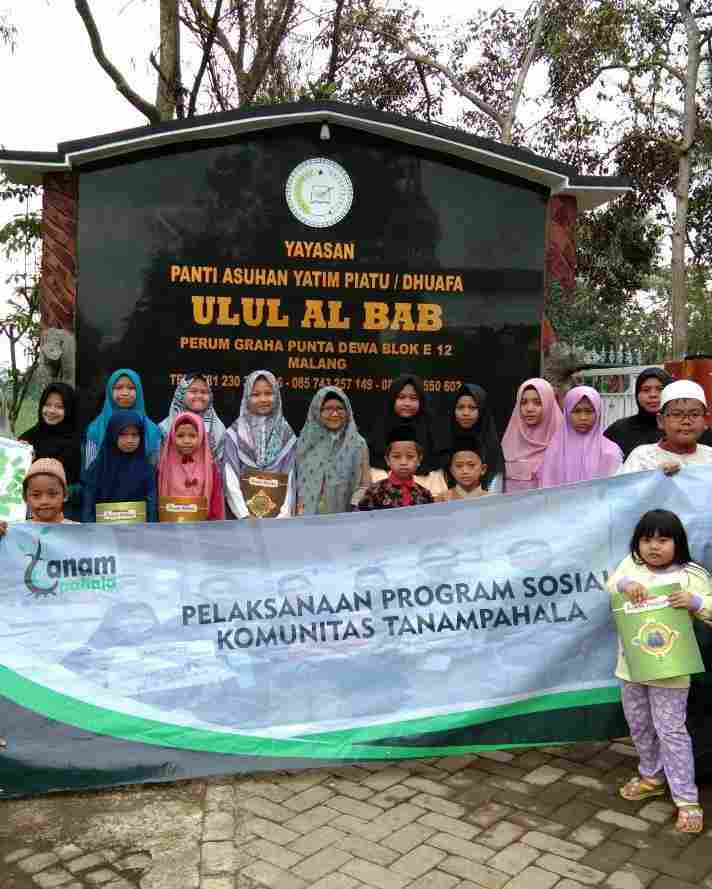 YAYASAN
PANTI ASUHAN YATIM PIATU / DHUAFA
ULUL AL BAB
PERUM GRAHA PUNTA DEWA BLOK E 12
MALANG
085 743 257 149
tanam
pahala
PELAKSANAAN PROGRAM SOSIAL
KOMUNITAS TANAMPAHALA